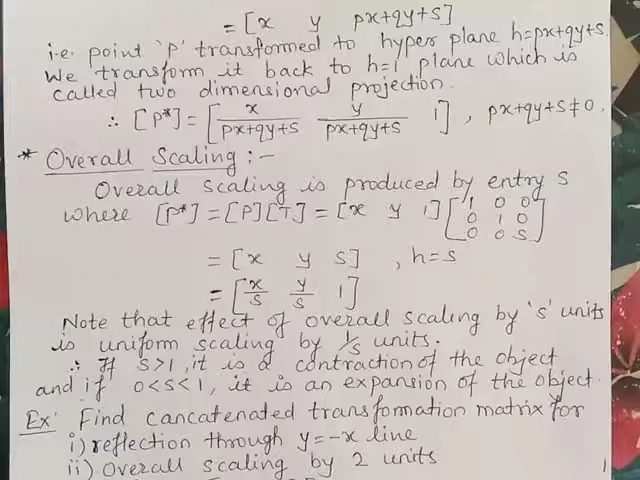 = [x y px+qy+s]
i.e. point 'p' transformed to hyper plane h=px+qy+s.
We transform it back to h=1 plane which is
called two dimensional projection.
∴ [P*] = [x/(px+qy+s) y/(px+qy+s) 1], px+qy+s≠0.
* Overall Scaling :-
Overall scaling is produced by entry s
where [P*] = [P][T] = [x y 1] [1 0 0; 0 1 0; 0 0 s]
= [x y s] , h=s
= [x/s y/s 1]
Note that effect of overall scaling by 's' units
is uniform scaling by 1/s units.
∴ If s>1, it is a contraction of the object
and if 0<s<1, it is an expansion of the object.
Ex: Find cancatenated transformation matrix for
i) reflection through y=-x line
ii) Overall scaling by 2 units